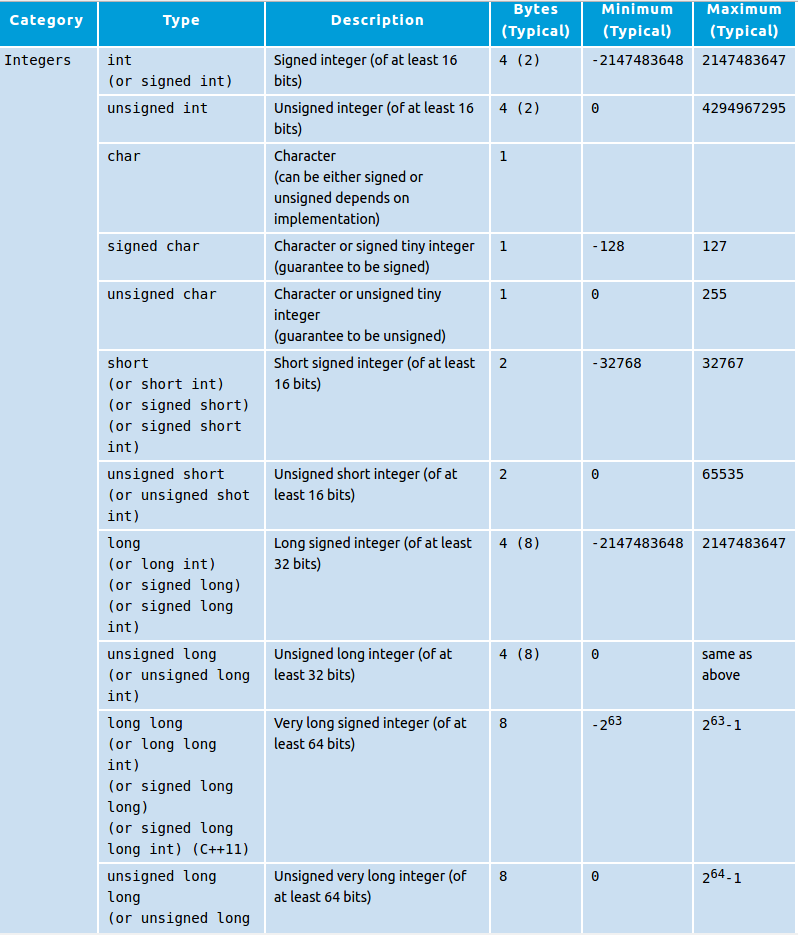 Category Type Description Bytes (Typical) Minimum (Typical) Maximum (Typical)
Integers
int
(or signed int)
Signed integer (of at least 16
bits)
4 (2)
-2147483648
2147483647
unsigned int
Unsigned integer (of at least 16
bits)
4 (2)
0
4294967295
char
Character
(can be either signed or
unsigned depends on
implementation)
1
signed char
Character or signed tiny integer
(guarantee to be signed)
1
-128
127
unsigned char
Character or unsigned tiny
integer
(guarantee to be unsigned)
1
0
255
short
(or short int)
(or signed short)
(or signed short
int)
Short signed integer (of at least
16 bits)
2
-32768
32767
unsigned short
(or unsigned shot
int)
Unsigned short integer (of at
least 16 bits)
2
0
65535
long
(or long int)
(or signed long)
(or signed long
int)
Long signed integer (of at least
32 bits)
4 (8)
-2147483648
2147483647
unsigned long
(or unsigned long
int)
Unsigned long integer (of at
least 32 bits)
4 (8)
0
same as
above
long long
(or long long
int)
(or signed long
long)
(or signed long
long int) (C++11)
Very long signed integer (of at
least 64 bits)
8
-2⁶³
2⁶³-1
unsigned long
long
(or unsigned long
Unsigned very long integer (of
at least 64 bits)
8
0
2⁶⁴-1